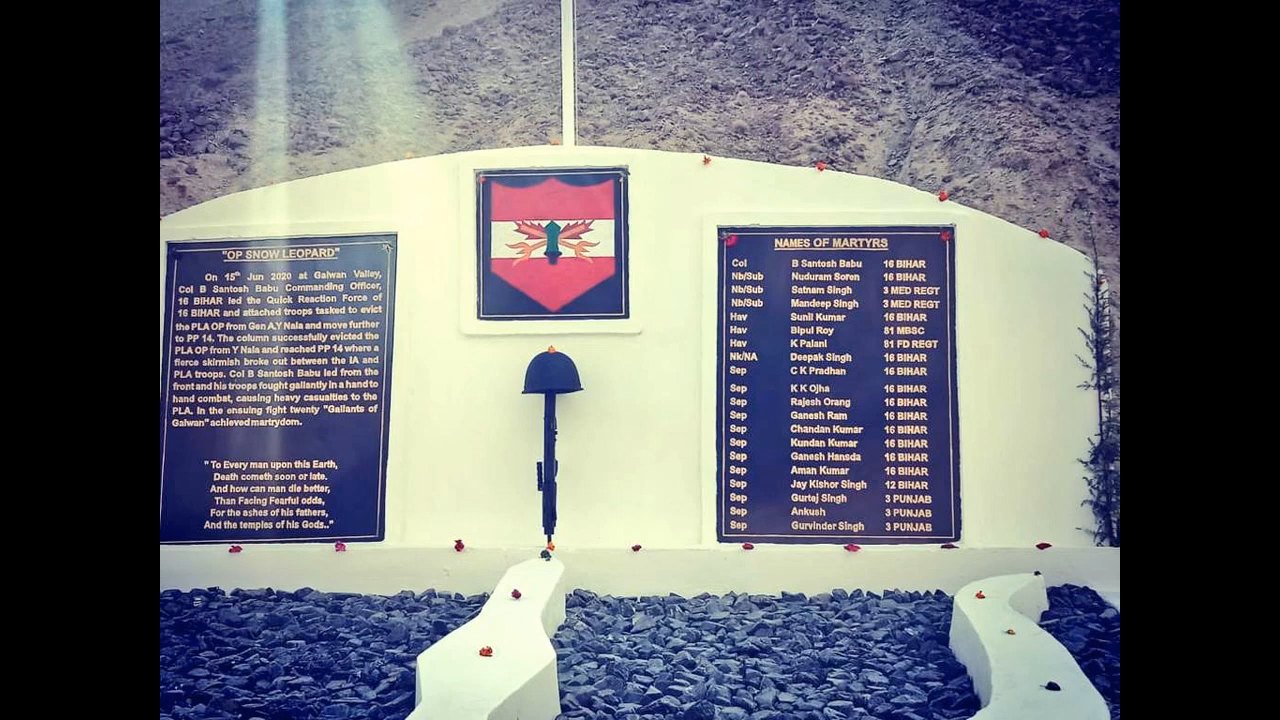 "OP SNOW LEOPARD"
On 15th Jun 2020 at Galwan Valley,
Col B Santosh Babu Commanding Officer,
16 BIHAR led the Quick Reaction Force of
16 BIHAR and attached troops tasked to evict
the PLA OP from Gen A,Y Nala and move further
to PP 14. The column successfully evicted the
PLA OP from Y Nala and reached PP 14 where a
fierce skirmish broke out between the IA and
PLA troops. Col B Santosh Babu led from the
front and his troops fought gallantly in a hand to
hand combat, causing heavy casualties to the
PLA. In the ensuing fight twenty "Gallants of
Galwan" achieved martyrdom.
"To Every man upon this Earth,
Death cometh soon or late.
And how can man die better,
Than Facing Fearful odds,
For the ashes of his fathers,
And the temples of his Gods.."
NAMES OF MARTYRS
Col B Santosh Babu 16 BIHAR
Nb/Sub Nuduram Soren 16 BIHAR
Nb/Sub Satnam Singh 3 MED REGT
Nb/Sub Mandeep Singh 3 MED REGT
Hav Sunil Kumar 16 BIHAR
Hav Bipul Roy 81 MBSC
Hav K Palani 81 FD REGT
Nk/NA Deepak Singh 16 BIHAR
Sep C K Pradhan 16 BIHAR
Sep K K Ojha 16 BIHAR
Sep Rajesh Orang 16 BIHAR
Sep Ganesh Ram 16 BIHAR
Sep Chandan Kumar 16 BIHAR
Sep Kundan Kumar 16 BIHAR
Sep Ganesh Hansda 16 BIHAR
Sep Aman Kumar 16 BIHAR
Sep Jay Kishor Singh 12 BIHAR
Sep Gurtej Singh 3 PUNJAB
Sep Ankush 3 PUNJAB
Sep Gurvinder Singh 3 PUNJAB